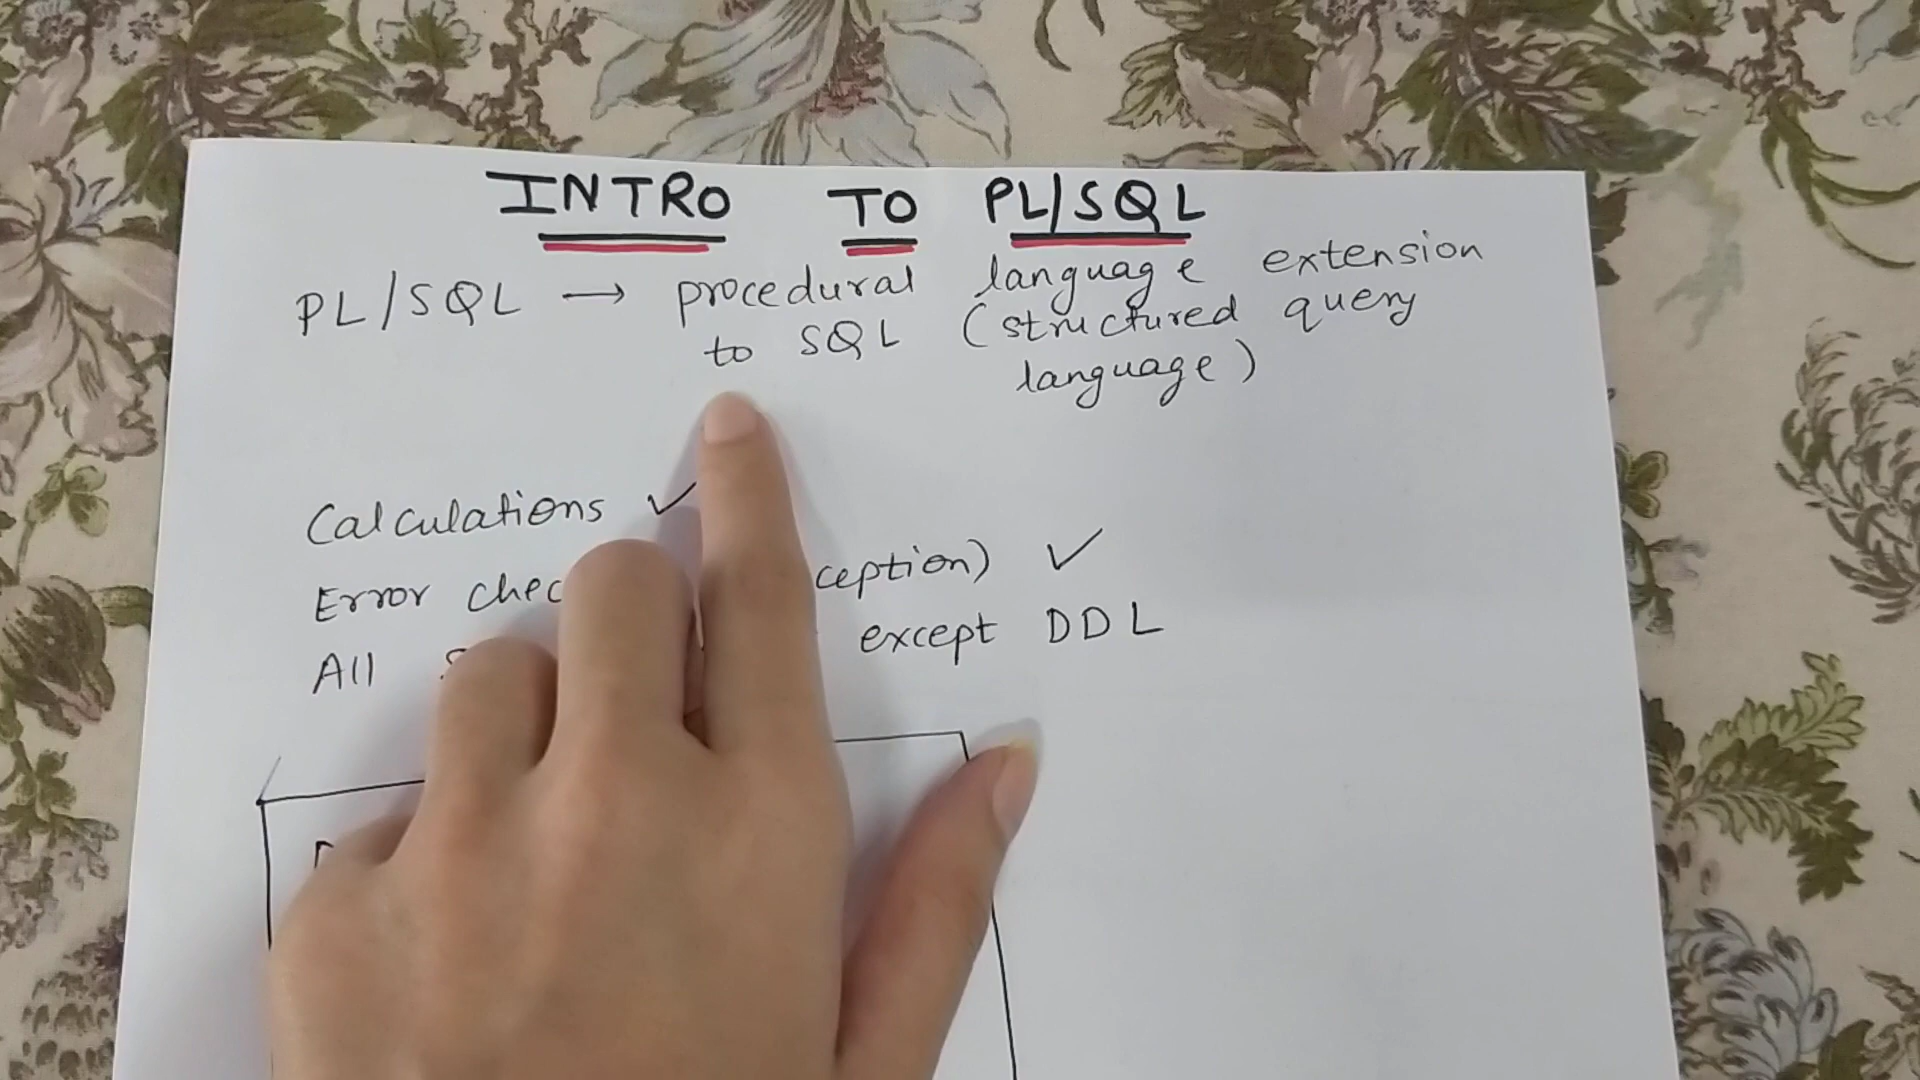 INTRO TO PL/SQL
PL/SQL → procedural language extension
to SQL (structured query
language)
Calculations ✓
Error ception) ✓
All except DDL